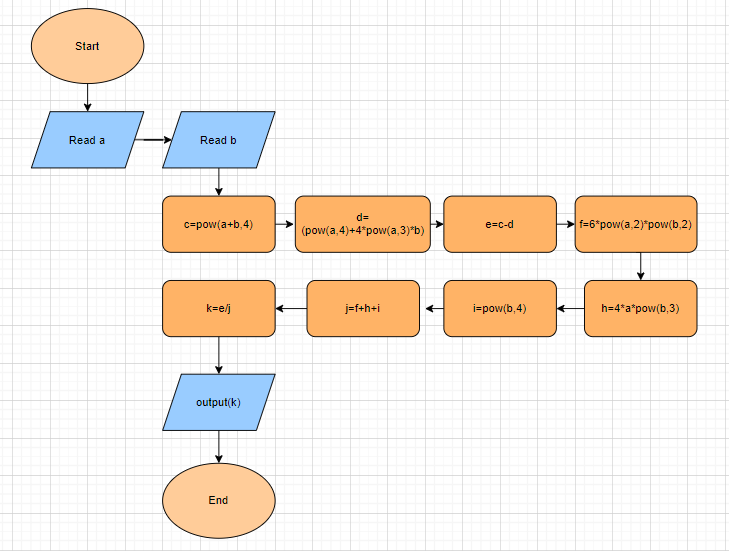 Start
Read a
Read b
c=pow(a+b,4)
d=
(pow(a,4)+4*pow(a,3)*b)
e=c-d
f=6*pow(a,2)*pow(b,2)
h=4*a*pow(b,3)
i=pow(b,4)
j=f+h+i
k=e/j
output(k)
End